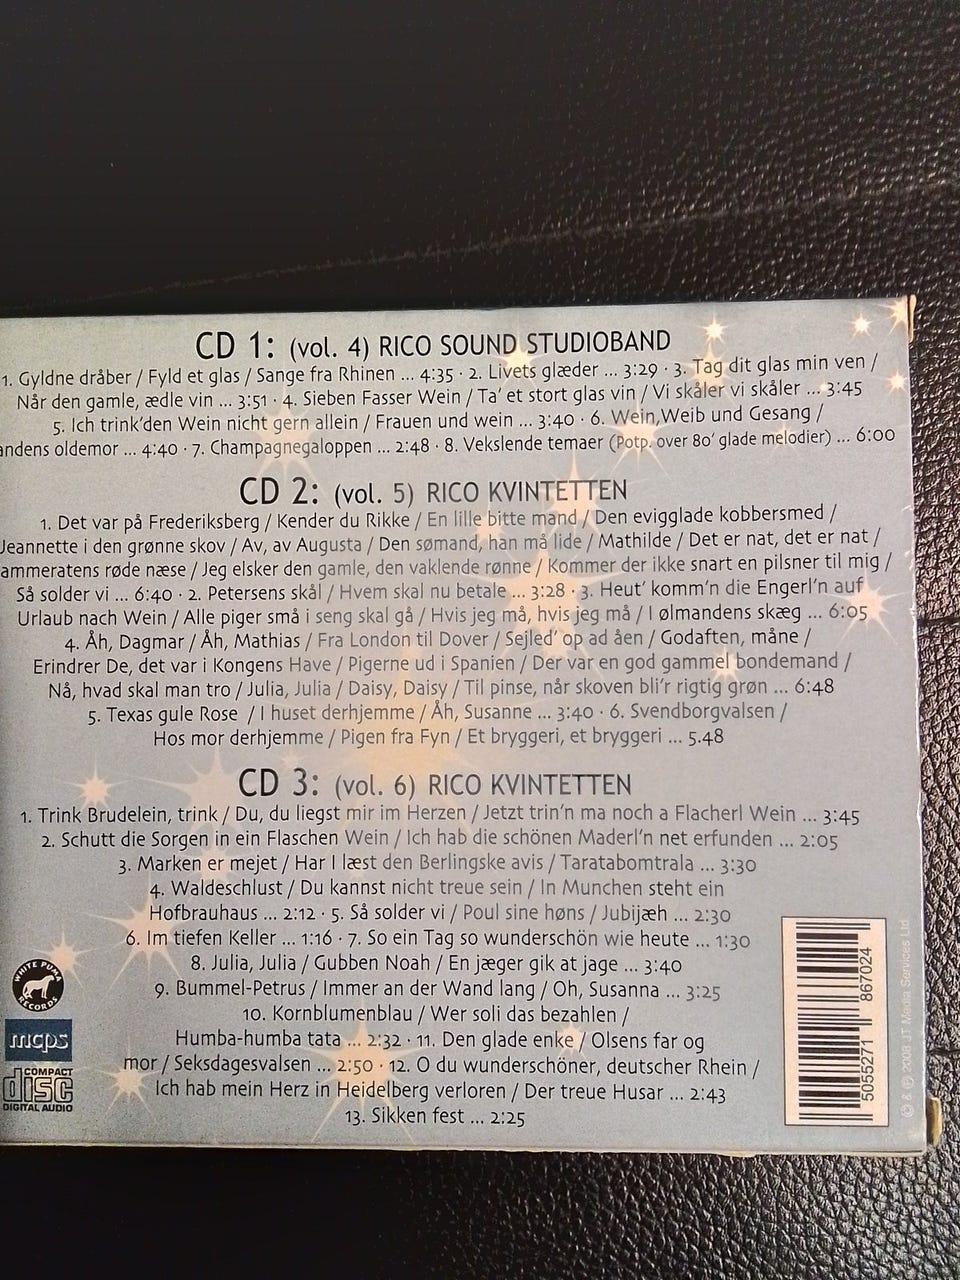 CD 1: (vol. 4) RICO SOUND STUDIOBAND
1. Gyldne dråber / Fyld et glas / Sange fra Rhinen ... 4:35 · 2. Livets glæder ... 3:29 · 3. Tag dit glas min ven /
Når den gamle, ædle vin ... 3:51 · 4. Sieben Fasser Wein / Ta' et stort glas vin / Vi skåler vi skåler ... 3:45
5. Ich trink'den Wein nicht gern allein / Frauen und wein ... 3:40 · 6. Wein,Weib und Gesang /
andens oldemor ... 4:40 · 7. Champagnegaloppen ... 2:48 · 8. Vekslende temaer (Potp. over 80' glade melodier) ... 6:00
CD 2: (vol. 5) RICO KVINTETTEN
1. Det var på Frederiksberg / Kender du Rikke / En lille bitte mand / Den evigglade kobbersmed /
Jeannette i den grønne skov / Av, av Augusta / Den sømand, han må lide / Mathilde / Det er nat, det er nat /
ammeratens røde næse / Jeg elsker den gamle, den vaklende rønne / Kommer der ikke snart en pilsner til mig /
Så solder vi ... 6:40 · 2. Petersens skål / Hvem skal nu betale ... 3:28 · 3. Heut' komm'n die Engerl'n auf
Urlaub nach Wein / Alle piger små i seng skal gå / Hvis jeg må, hvis jeg må / I ølmandens skæg ... 6:05
4. Åh, Dagmar / Åh, Mathias / Fra London til Dover / Sejled' op ad åen / Godaften, måne /
Erindrer De, det var i Kongens Have / Pigerne ud i Spanien / Der var en god gammel bondemand /
Nå, hvad skal man tro / Julia, Julia / Daisy, Daisy / Til pinse, når skoven bli'r rigtig grøn ... 6:48
5. Texas gule Rose / I huset derhjemme / Åh, Susanne ... 3:40 · 6. Svendborgvalsen /
Hos mor derhjemme / Pigen fra Fyn / Et bryggeri, et bryggeri ... 5.48
CD 3: (vol. 6) RICO KVINTETTEN
1. Trink Brudelein, trink / Du, du liegst mir im Herzen / Jetzt trin'n ma noch a Flacherl Wein ... 3:45
2. Schutt die Sorgen in ein Flaschen Wein / Ich hab die schönen Maderl'n net erfunden ... 2:05
3. Marken er mejet / Har I læst den Berlingske avis / Taratabomtrala ... 3:30
4. Waldeschlust / Du kannst nicht treue sein / In Munchen steht ein
Hofbrauhaus ... 2:12 · 5. Så solder vi / Poul sine høns / Jubijæh ... 2:30
6. Im tiefen Keller ... 1:16 · 7. So ein Tag so wunderschön wie heute ... 1:30
8. Julia, Julia / Gubben Noah / En jæger gik at jage ... 3:40
9. Bummel-Petrus / Immer an der Wand lang / Oh, Susanna ... 3:25
10. Kornblumenblau / Wer soli das bezahlen /
Humba-humba tata ... 2:32 · 11. Den glade enke / Olsens far og
mor / Seksdagesvalsen ... 2:50 · 12. O du wunderschöner, deutscher Rhein /
Ich hab mein Herz in Heidelberg verloren / Der treue Husar ... 2:43
13. Sikken fest ... 2:25
WHITE PUMA RECORDS
mcps
COMPACT
disc
DIGITAL AUDIO
5055271 867024
© & ℗ 2008 JT Media Services Ltd